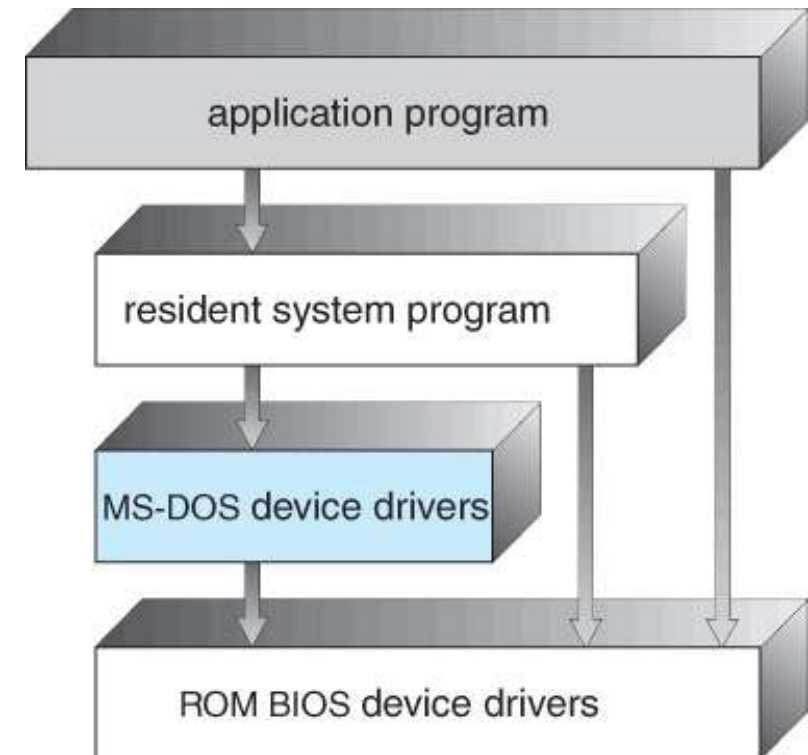 application program
resident system program
MS-DOS device drivers
ROM BIOS device drivers